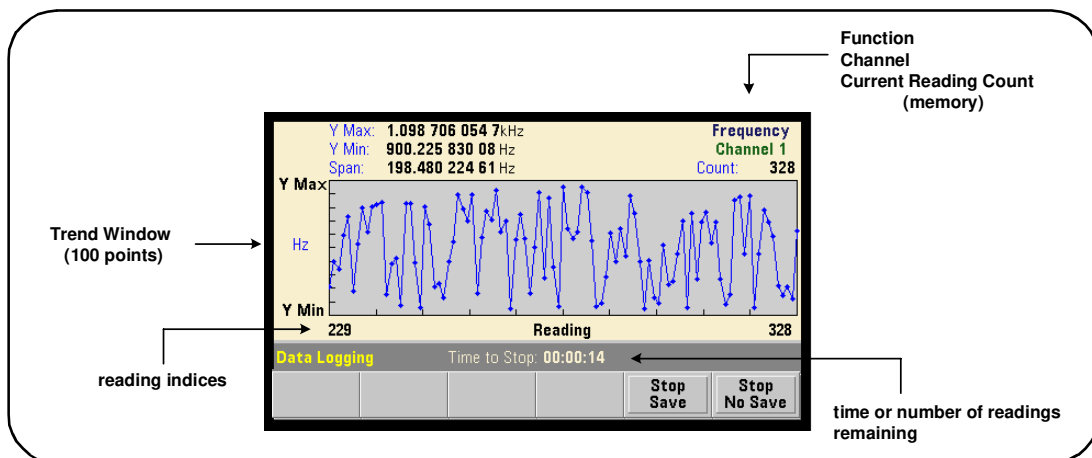 Function
Channel
Current Reading Count
(memory)
Y Max: 1.098 706 054 7kHz
Y Min: 900.225 830 08 Hz
Span: 198.480 224 61 Hz
Frequency
Channel 1
Count: 328
Y Max
Hz
Y Min
Trend Window
(100 points)
229 Reading 328
reading indices
Data Logging Time to Stop: 00:00:14
Stop
Save
Stop
No Save
time or number of readings
remaining